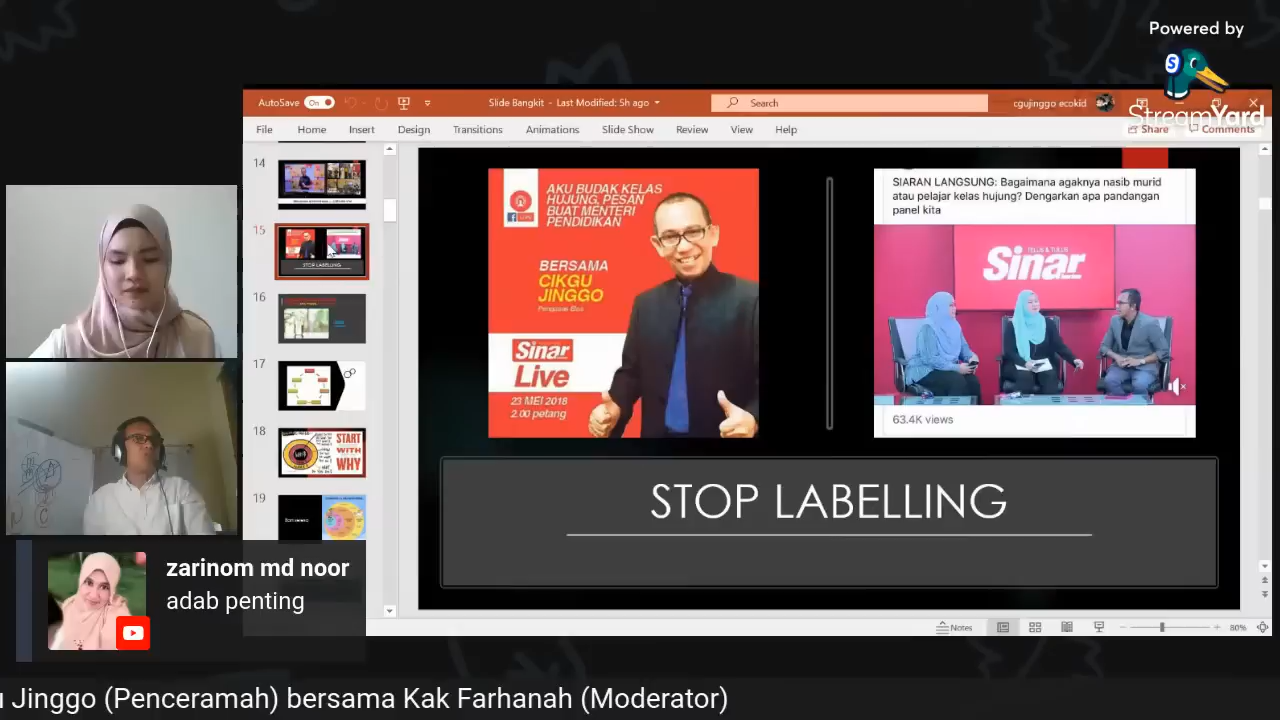 Powered by
StreamYard
AutoSave On
Slide Bangkit - Last Modified: 5h ago
Search
cgujinggo ecokid
File Home Insert Design Transitions Animations Slide Show Review View Help
Share Comments
14
15
STOP LABELLING
16
17
18
START
WITH
WHY
19
AKU BUDAK KELAS
HUJUNG, PESAN
BUAT MENTERI
PENDIDIKAN
BERSAMA
CIKGU
JINGGO
Sinar
Live
23 MEI 2018
2.00 petang
SIARAN LANGSUNG: Bagaimana agaknya nasib murid
atau pelajar kelas hujung? Dengarkan apa pandangan
panel kita
TELUS & TULUS
Sinar
63.4K views
STOP LABELLING
zarinom md noor
adab penting
Notes
80%
Jinggo (Penceramah) bersama Kak Farhanah (Moderator)